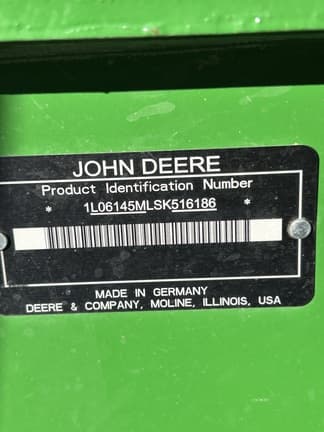 JOHN DEERE
Product Identification Number
* 1L06145MLSK516186 *
MADE IN GERMANY
DEERE & COMPANY, MOLINE, ILLINOIS, USA